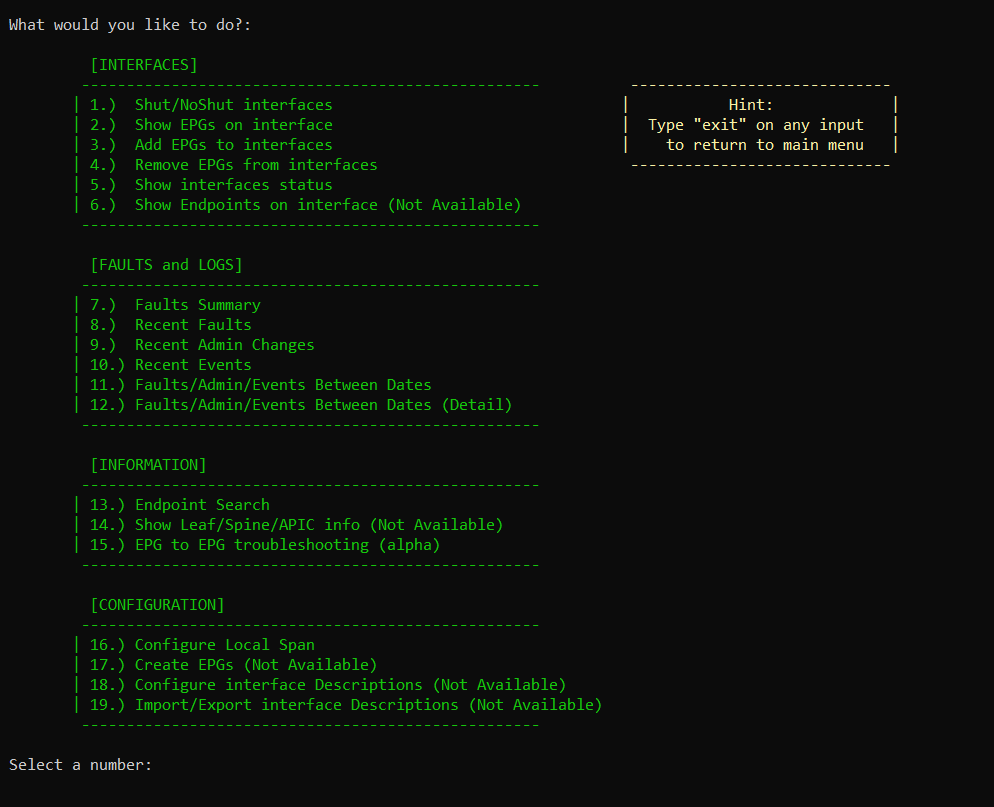 What would you like to do?:
[INTERFACES]
---------------------------------------------------
| 1.)  Shut/NoShut interfaces
| 2.)  Show EPGs on interface
| 3.)  Add EPGs to interfaces
| 4.)  Remove EPGs from interfaces
| 5.)  Show interfaces status
| 6.)  Show Endpoints on interface (Not Available)
---------------------------------------------------
-----------------------------
| Hint: |
| Type "exit" on any input |
| to return to main menu |
-----------------------------
[FAULTS and LOGS]
---------------------------------------------------
| 7.)  Faults Summary
| 8.)  Recent Faults
| 9.)  Recent Admin Changes
| 10.) Recent Events
| 11.) Faults/Admin/Events Between Dates
| 12.) Faults/Admin/Events Between Dates (Detail)
---------------------------------------------------
[INFORMATION]
---------------------------------------------------
| 13.) Endpoint Search
| 14.) Show Leaf/Spine/APIC info (Not Available)
| 15.) EPG to EPG troubleshooting (alpha)
---------------------------------------------------
[CONFIGURATION]
---------------------------------------------------
| 16.) Configure Local Span
| 17.) Create EPGs (Not Available)
| 18.) Configure interface Descriptions (Not Available)
| 19.) Import/Export interface Descriptions (Not Available)
---------------------------------------------------
Select a number: